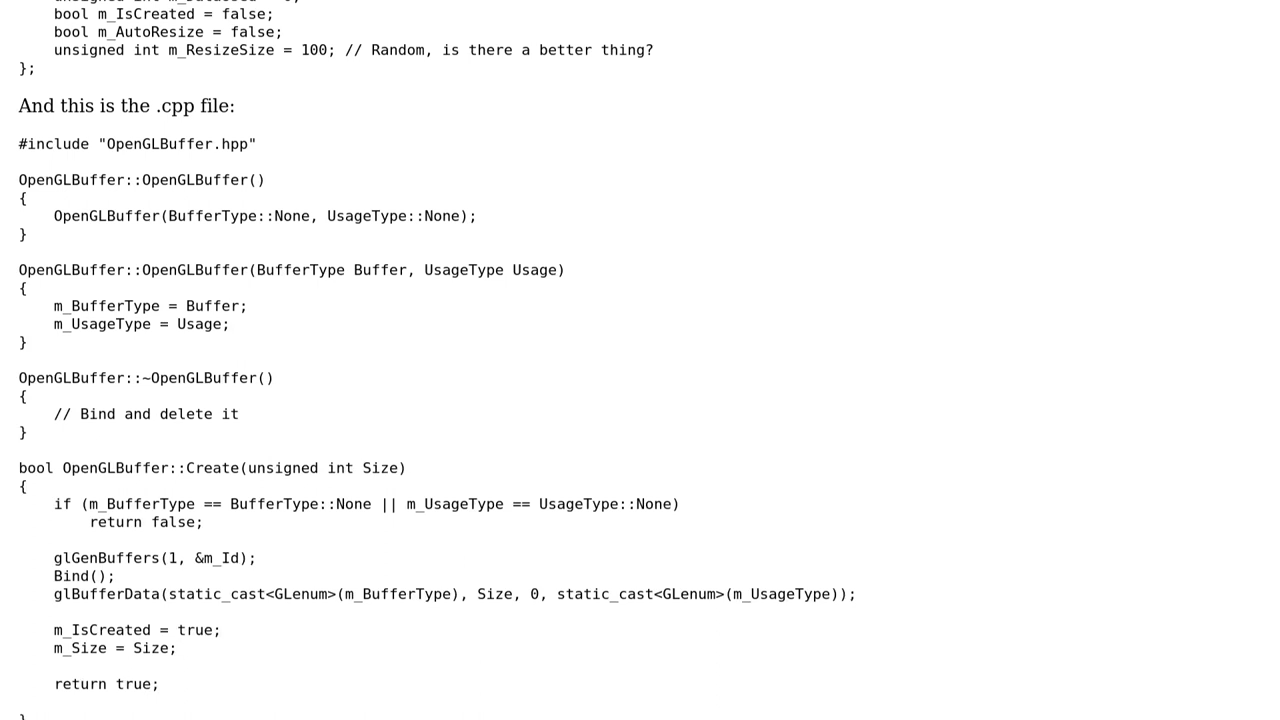 bool m_IsCreated = false;
    bool m_AutoResize = false;
    unsigned int m_ResizeSize = 100; // Random, is there a better thing?
};
And this is the .cpp file:
#include "OpenGLBuffer.hpp"
OpenGLBuffer::OpenGLBuffer()
{
    OpenGLBuffer(BufferType::None, UsageType::None);
}
OpenGLBuffer::OpenGLBuffer(BufferType Buffer, UsageType Usage)
{
    m_BufferType = Buffer;
    m_UsageType = Usage;
}
OpenGLBuffer::~OpenGLBuffer()
{
    // Bind and delete it
}
bool OpenGLBuffer::Create(unsigned int Size)
{
    if (m_BufferType == BufferType::None || m_UsageType == UsageType::None)
        return false;
    glGenBuffers(1, &m_Id);
    Bind();
    glBufferData(static_cast<GLenum>(m_BufferType), Size, 0, static_cast<GLenum>(m_UsageType));
    m_IsCreated = true;
    m_Size = Size;
    return true;
}